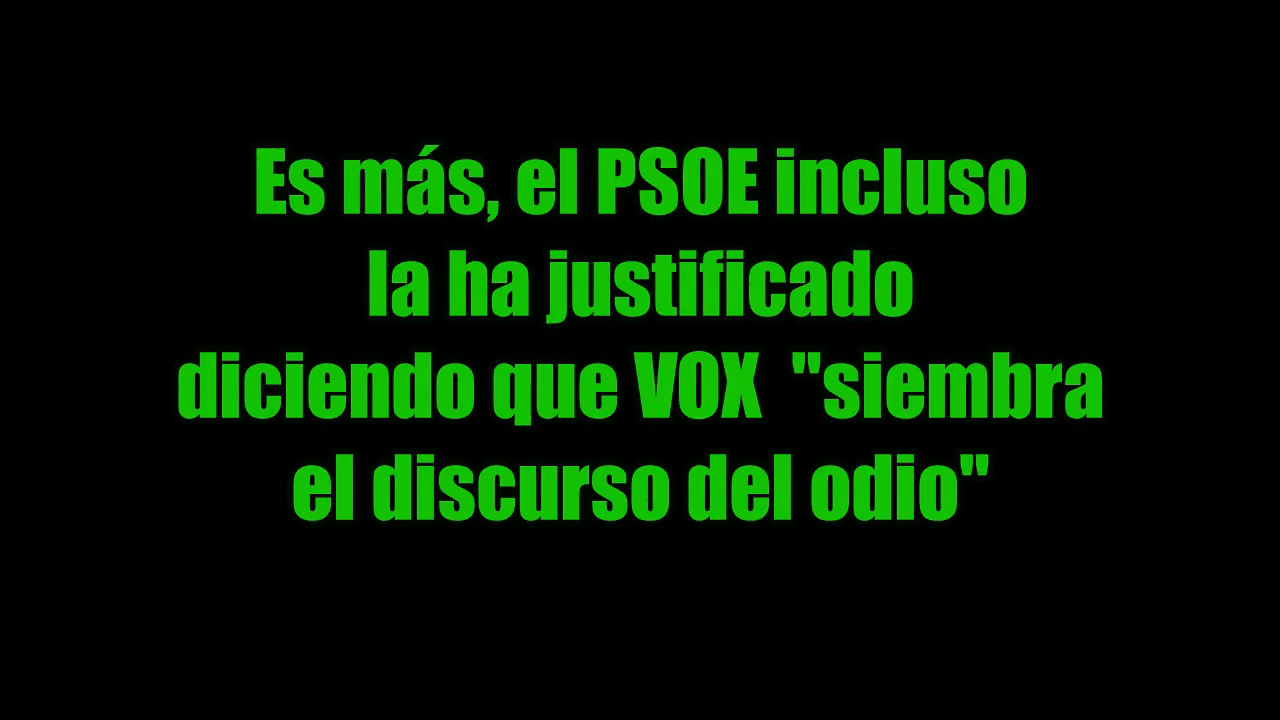 Es más, el PSOE incluso
la ha justificado
diciendo que VOX  "siembra
el discurso del odio"